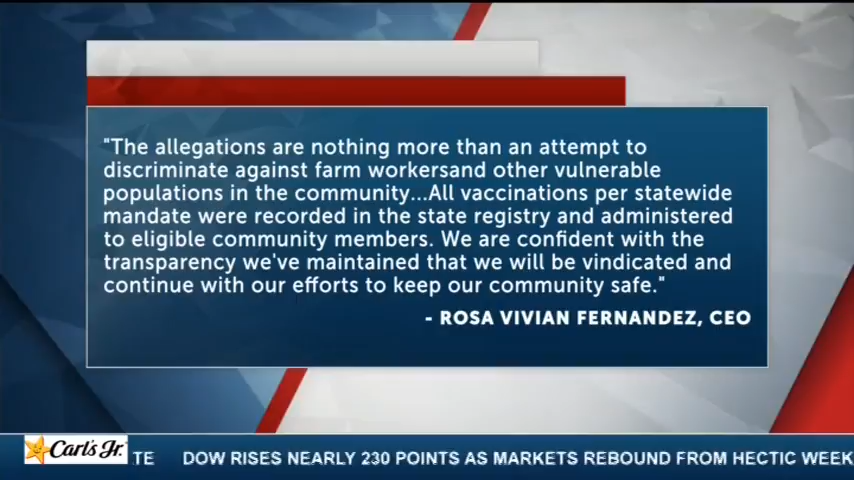 "The allegations are nothing more than an attempt to
discriminate against farm workersand other vulnerable
populations in the community...All vaccinations per statewide
mandate were recorded in the state registry and administered
to eligible community members. We are confident with the
transparency we've maintained that we will be vindicated and
continue with our efforts to keep our community safe."
- ROSA VIVIAN FERNANDEZ, CEO
Carl's Jr. TE DOW RISES NEARLY 230 POINTS AS MARKETS REBOUND FROM HECTIC WEEK